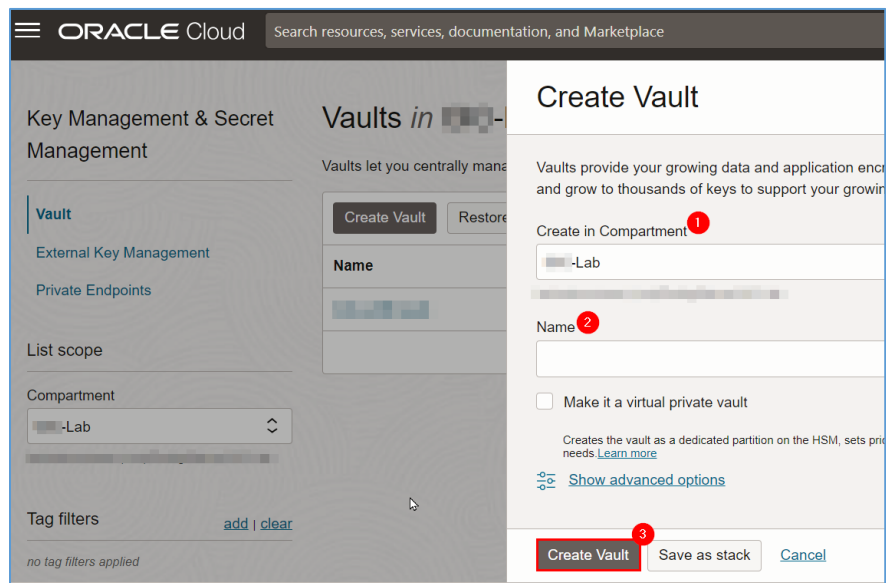 ORACLE Cloud
Search resources, services, documentation, and Marketplace
Key Management & Secret
Management
Vault
External Key Management
Private Endpoints
List scope
Compartment
-Lab
Tag filters
add | clear
no tag filters applied
Vaults in
Vaults let you centrally mana
Create Vault
Restore
Name
Create Vault
Vaults provide your growing data and application encr
and grow to thousands of keys to support your growin
Create in Compartment 1
-Lab
Name 2
Make it a virtual private vault
Creates the vault as a dedicated partition on the HSM, sets pric
needs.Learn more
Show advanced options
3
Create Vault
Save as stack
Cancel